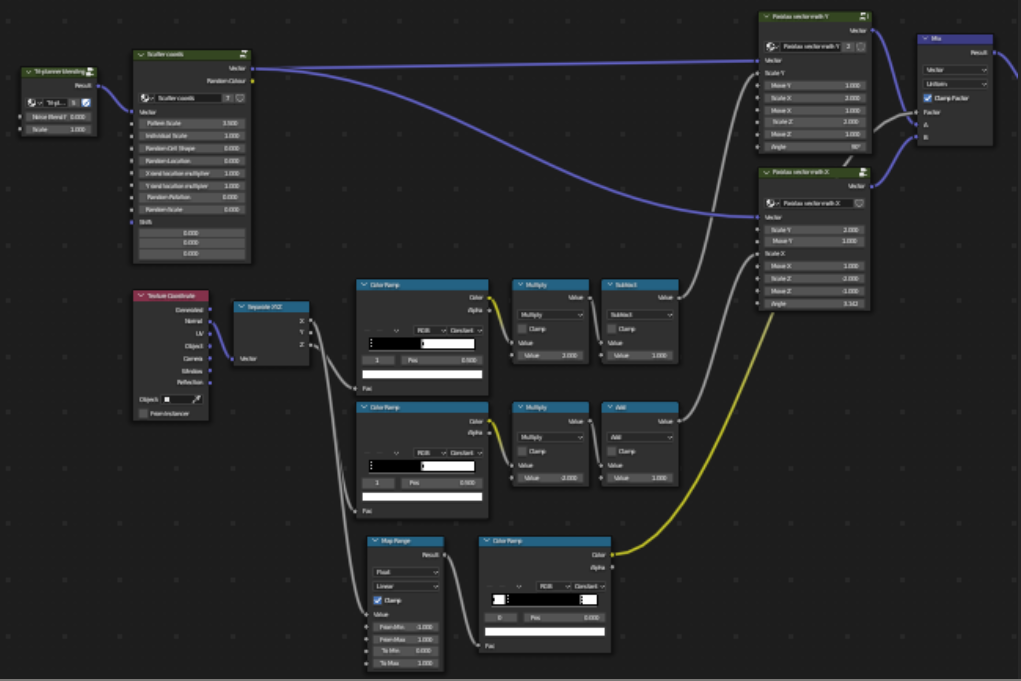 Tri planner blending
Result
Tri pl...
5
Noise Blend F 0.000
Scale 1.000
Scatter coords
Vector
Random Colour
Scatter coords
7
Vector
Pattern Scale 3.500
Individual Scale 1.000
Random Cell Shape 0.000
Random Location 0.000
X and location multiplier 1.000
Y and location multiplier 1.000
Random Rotation 0.000
Random Scale 0.000
Shift
0.000
0.000
0.000
Texture Coordinate
Generated
Normal
UV
Object
Camera
Window
Reflection
Object:
From Instancer
Separate XYZ
X
Y
Z
Vector
Color Ramp
Color
Alpha
RGB
Constant
1
Pos 0.500
Fac
Multiply
Value
Multiply
Clamp
Value
Value 2.000
Subtract
Value
Subtract
Clamp
Value
Value 1.000
Color Ramp
Color
Alpha
RGB
Constant
1
Pos 0.500
Fac
Multiply
Value
Multiply
Clamp
Value
Value -2.000
Add
Value
Add
Clamp
Value
Value 1.000
Map Range
Result
Float
Linear
Clamp
Value
From Min -1.000
From Max 1.000
To Min 0.000
To Max 1.000
Color Ramp
Color
Alpha
RGB
Constant
0
Pos 0.000
Fac
vector math Y
Vector
vector math Y
2
Vector
Scale Y
Move Y 1.000
Scale X 2.000
Move X 1.000
Scale Z 2.000
Move Z 1.000
Angle 90°
vector math X
Vector
vector math X
Vector
Scale Y 2.000
Move Y 1.000
Scale X
Move X 1.000
Scale Z -2.000
Move Z -1.000
Angle 3.142
Mix
Result
Vector
Uniform
Clamp Factor
Factor
A
B